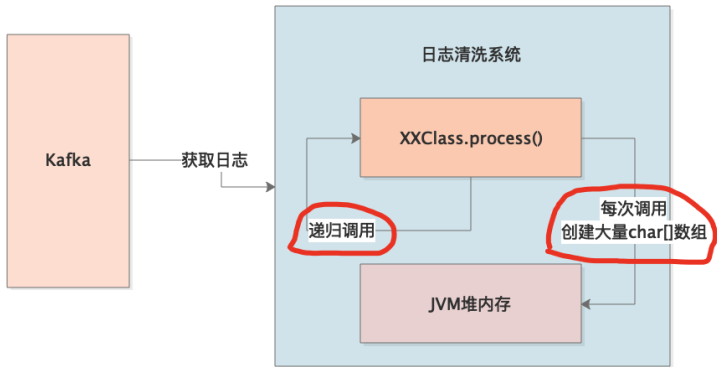 日志清洗系统
XXClass.process()
Kafka
获取日志
递归调用
每次调用
创建大量char[]数组
JVM堆内存